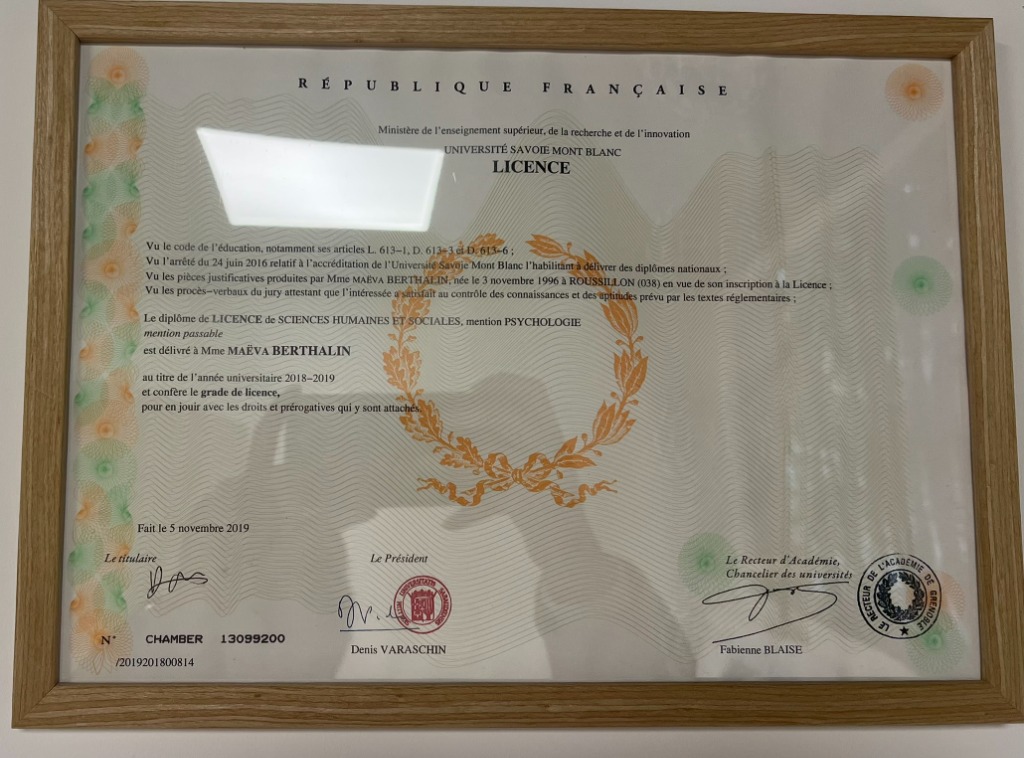 RÉPUBLIQUE FRANÇAISE
Ministère de l'enseignement supérieur, de la recherche et de l'innovation
UNIVERSITÉ SAVOIE MONT BLANC
LICENCE
Vu le code de l'éducation, notamment ses articles L. 613-1, D. 613-3 et D. 613-6 ;
Vu l'arrêté du 24 juin 2016 relatif à l'accréditation de l'Université Savoie Mont Blanc l'habilitant à délivrer des diplômes nationaux ;
Vu les pièces justificatives produites par Mme MAËVA BERTHALIN, née le 3 novembre 1996 à ROUSSILLON (038) en vue de son inscription à la Licence ;
Vu les procès-verbaux du jury attestant que l'intéressée a satisfait au contrôle des connaissances et des aptitudes prévu par les textes réglementaires ;
Le diplôme de LICENCE de SCIENCES HUMAINES ET SOCIALES, mention PSYCHOLOGIE
mention passable
est délivré à Mme MAËVA BERTHALIN
au titre de l'année universitaire 2018-2019
et confère le grade de licence,
pour en jouir avec les droits et prérogatives qui y sont attachés.
Fait le 5 novembre 2019
Le titulaire
Le Président
Le Recteur d'Académie,
Chancelier des universités
LE RECTEUR DE L'ACADÉMIE DE GRENOBLE
N° CHAMBER 13099200
/2019201800814
Denis VARASCHIN
Fabienne BLAISE